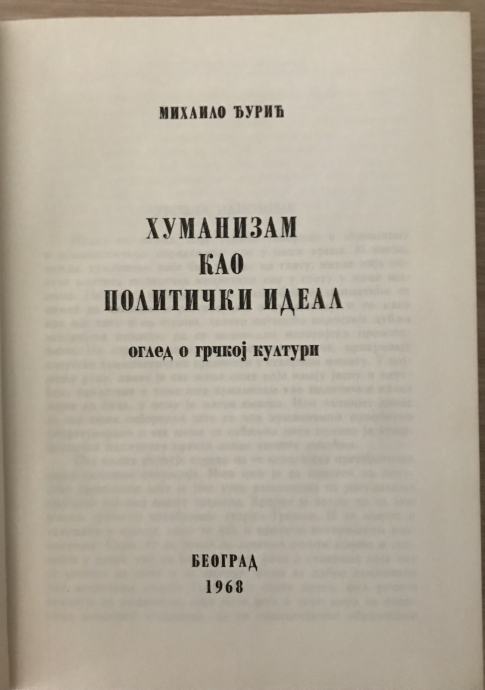 МИХАИЛО ЂУРИЋ
ХУМАНИЗАМ
КАО
ПОЛИТИЧКИ ИДЕАЛ
оглед о грчкој култури
БЕОГРАД
1968